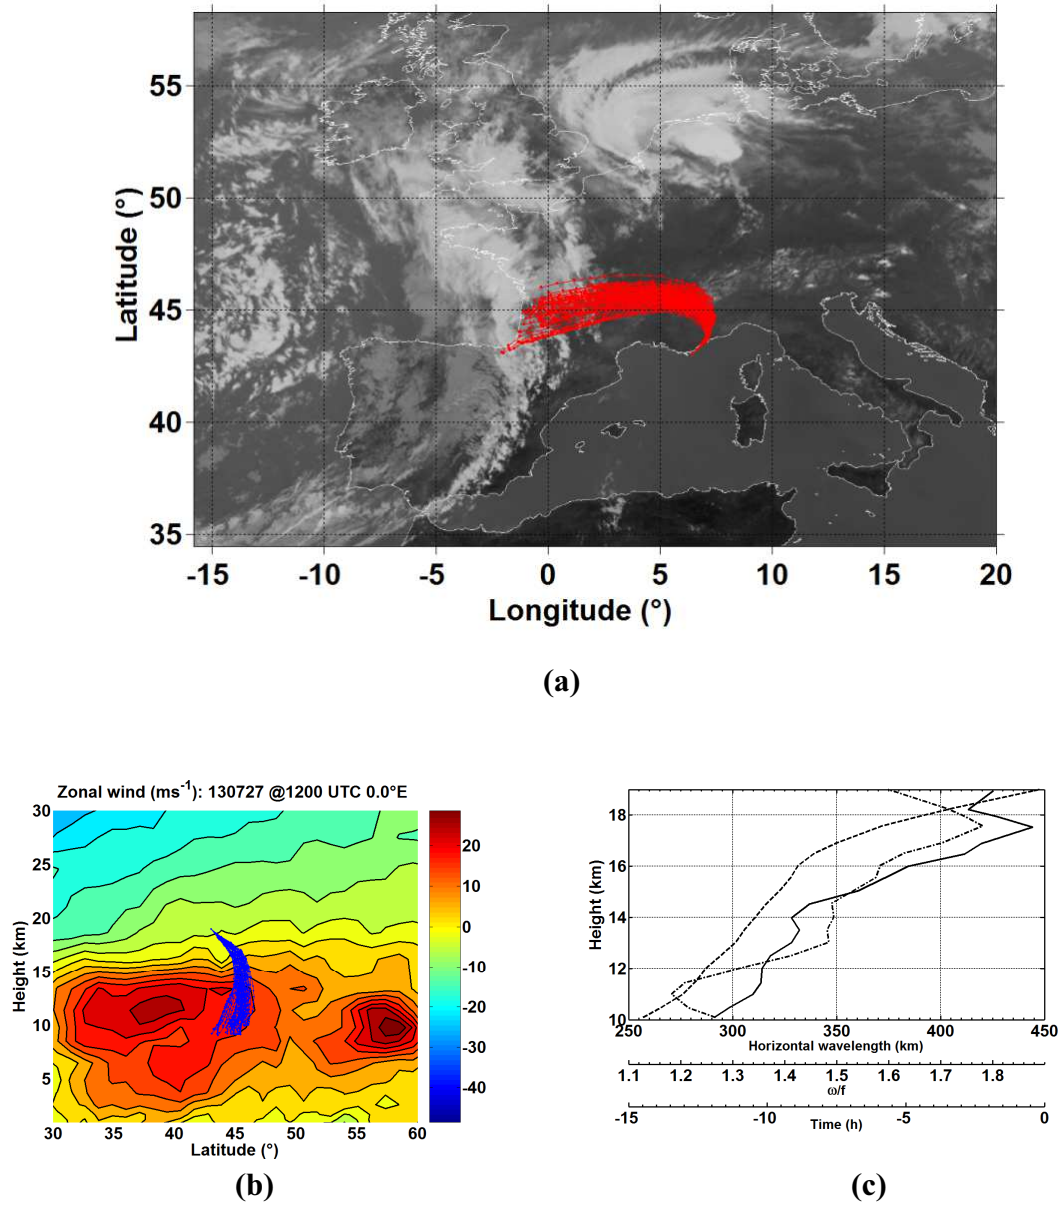 55
50
45
40
35
Latitude (°)
-15 -10 -5 0 5 10 15 20
Longitude (°)
(a)
Zonal wind (ms-1): 130727 @1200 UTC 0.0°E
30
25
20
15
10
5
Height (km)
30 35 40 45 50 55 60
Latitude (°)
20
10
0
-10
-20
-30
-40
(b)
18
16
14
12
10
Height (km)
250 300 350 400 450
Horizontal wavelength (km)
1.1 1.2 1.3 1.4 1.5 1.6 1.7 1.8
ω/f
-15 -10 -5 0
Time (h)
(c)